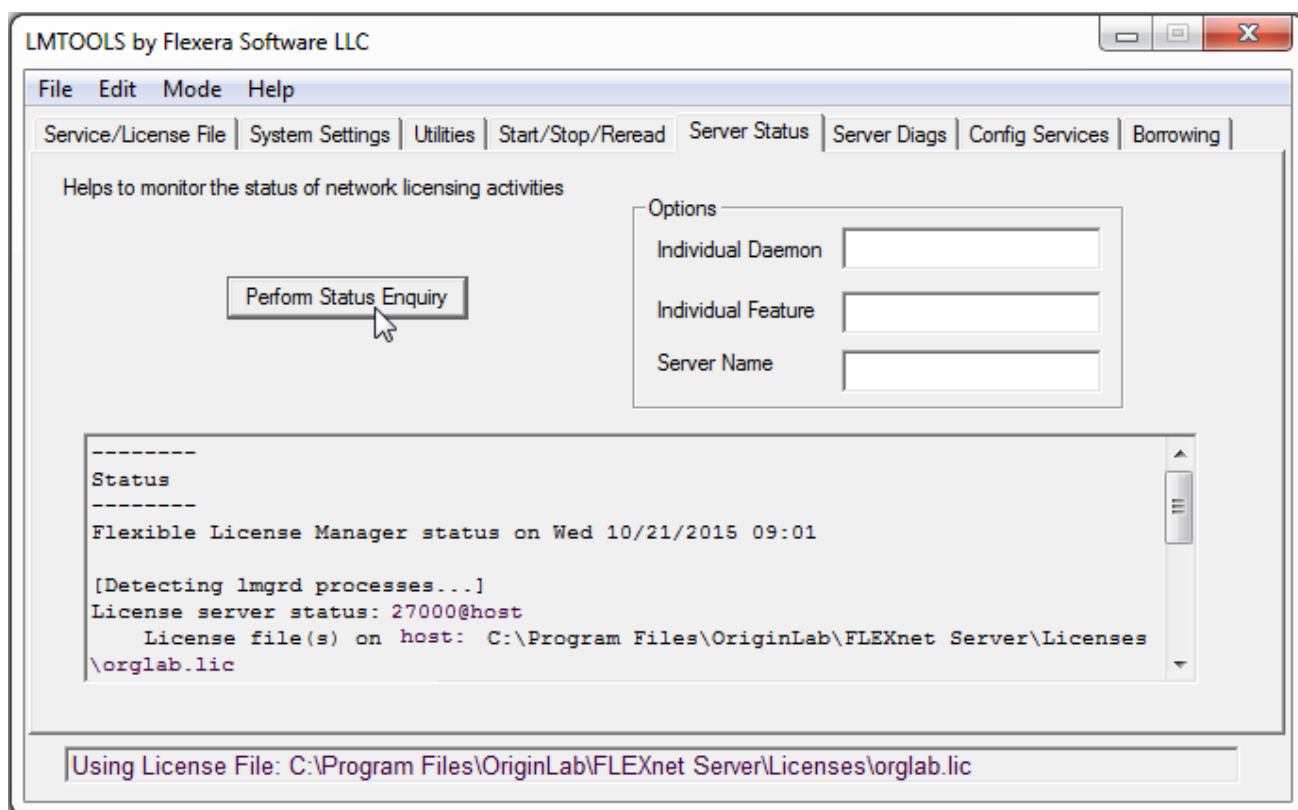 LMTOOLS by Flexera Software LLC
File Edit Mode Help
Service/License File System Settings Utilities Start/Stop/Reread Server Status Server Diags Config Services Borrowing
Helps to monitor the status of network licensing activities
Options
Individual Daemon
Perform Status Enquiry
Individual Feature
Server Name
--------
Status
--------
Flexible License Manager status on Wed 10/21/2015 09:01
[Detecting lmgrd processes...]
License server status: 27000@host
License file(s) on host: C:\Program Files\OriginLab\FLEXnet Server\Licenses
\orglab.lic
Using License File: C:\Program Files\OriginLab\FLEXnet Server\Licenses\orglab.lic